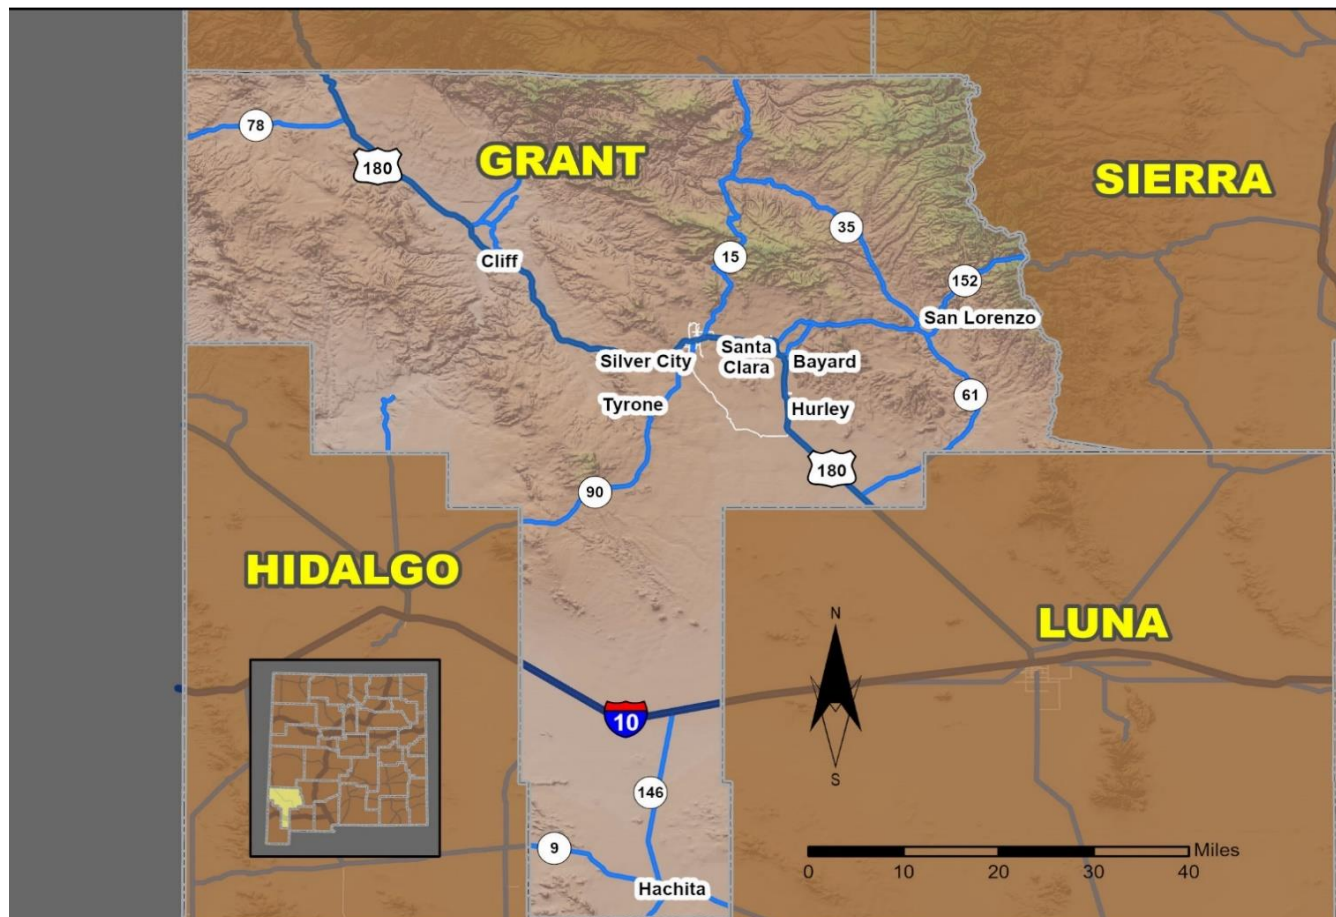 78
180
GRANT
SIERRA
35
15
Cliff
152
San Lorenzo
Silver City
Santa
Clara
Bayard
61
Tyrone
Hurley
180
90
HIDALGO
N
LUNA
10
S
146
9
Hachita
Miles
0 10 20 30 40